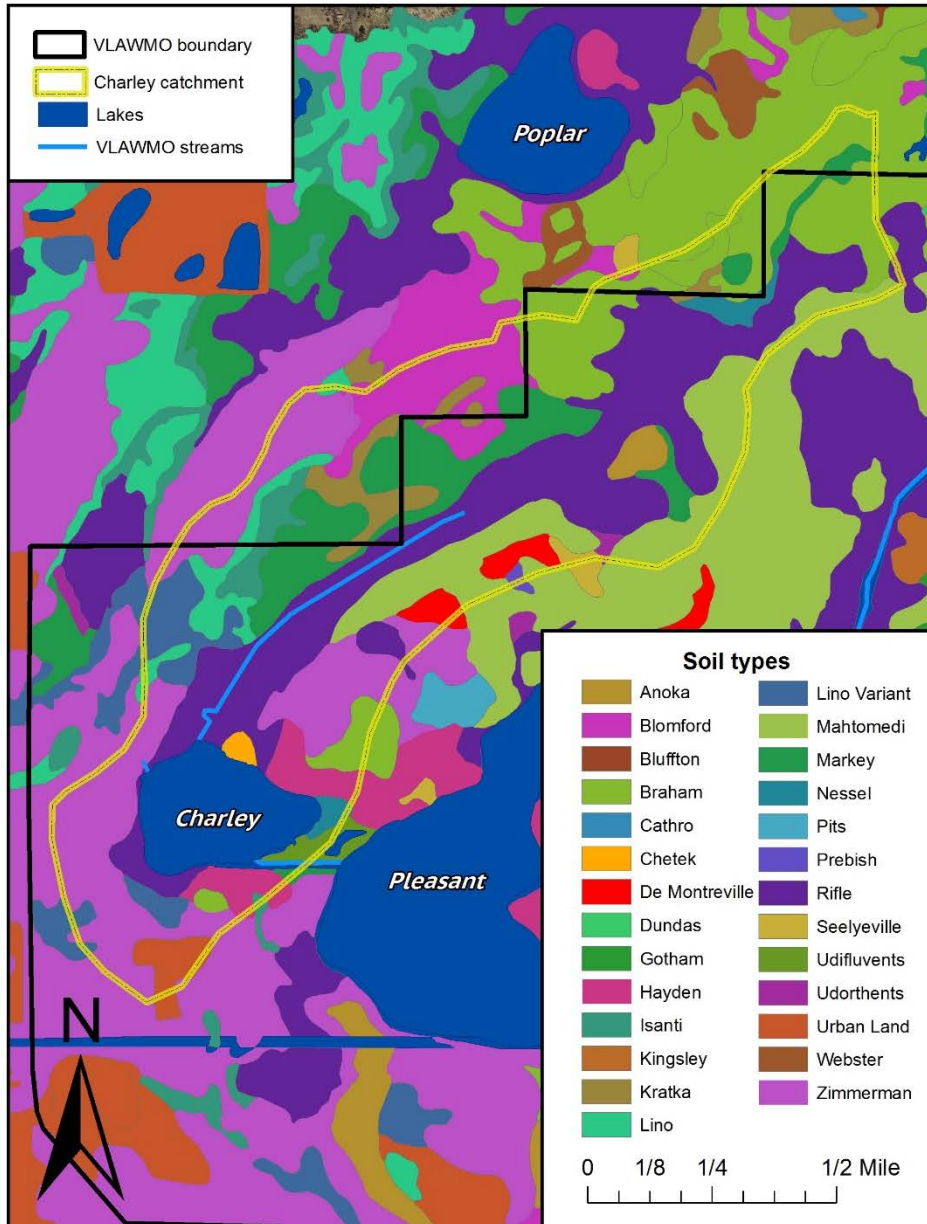 VLAWMO boundary
Charley catchment
Lakes
VLAWMO streams
Poplar
Charley
Pleasant
N
Soil types
Anoka
Blomford
Bluffton
Braham
Cathro
Chetek
De Montreville
Dundas
Gotham
Hayden
Isanti
Kingsley
Kratka
Lino
Lino Variant
Mahtomedi
Markey
Nessel
Pits
Prebish
Rifle
Seelyeville
Udifluvents
Udorthents
Urban Land
Webster
Zimmerman
0 1/8 1/4 1/2 Mile